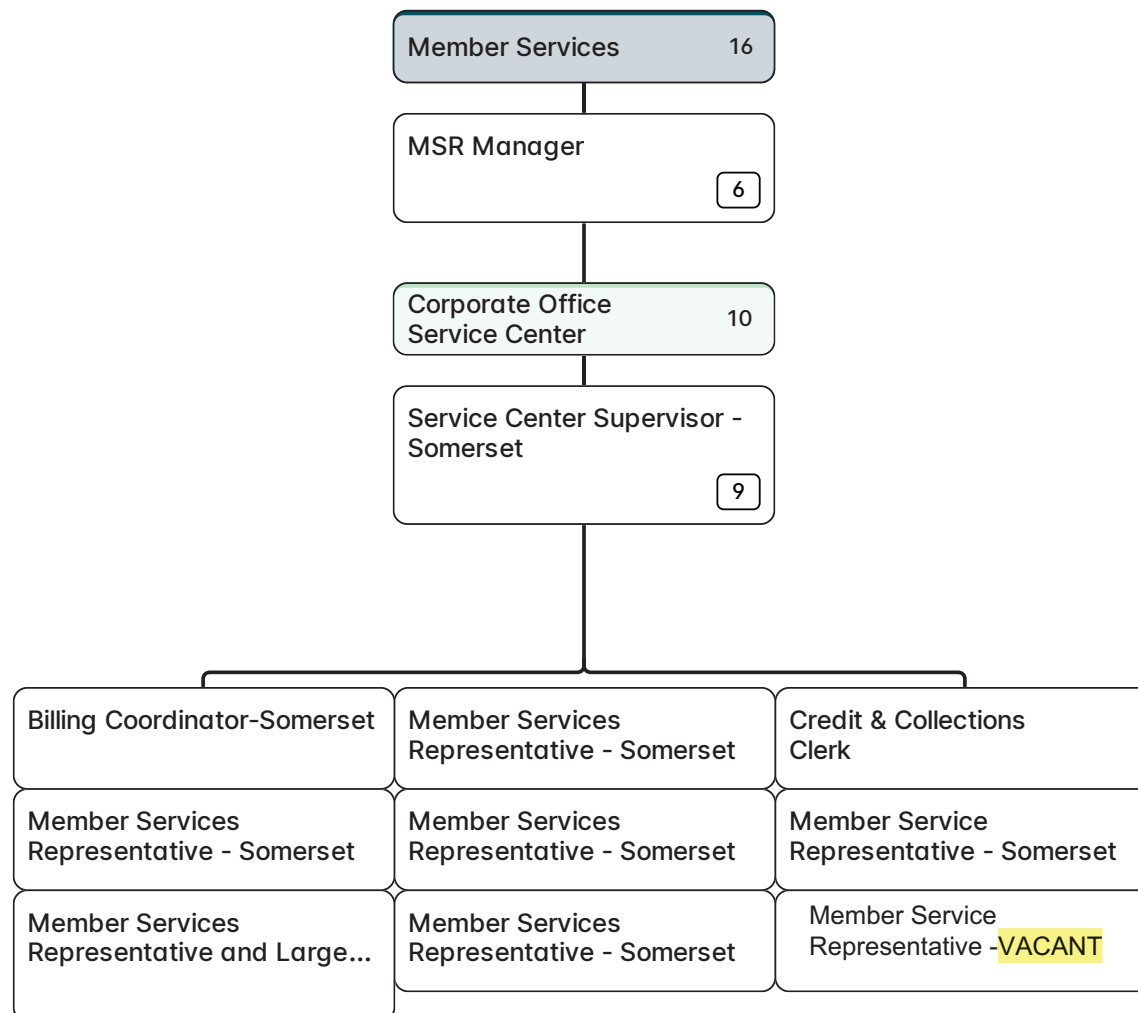 Member Services 16
MSR Manager
6
Corporate Office
Service Center
10
Service Center Supervisor -
Somerset
9
Billing Coordinator-Somerset
Member Services
Representative - Somerset
Credit & Collections
Clerk
Member Services
Representative - Somerset
Member Services
Representative - Somerset
Member Service
Representative - Somerset
Member Services
Representative and Large...
Member Services
Representative - Somerset
Member Service
Representative -VACANT